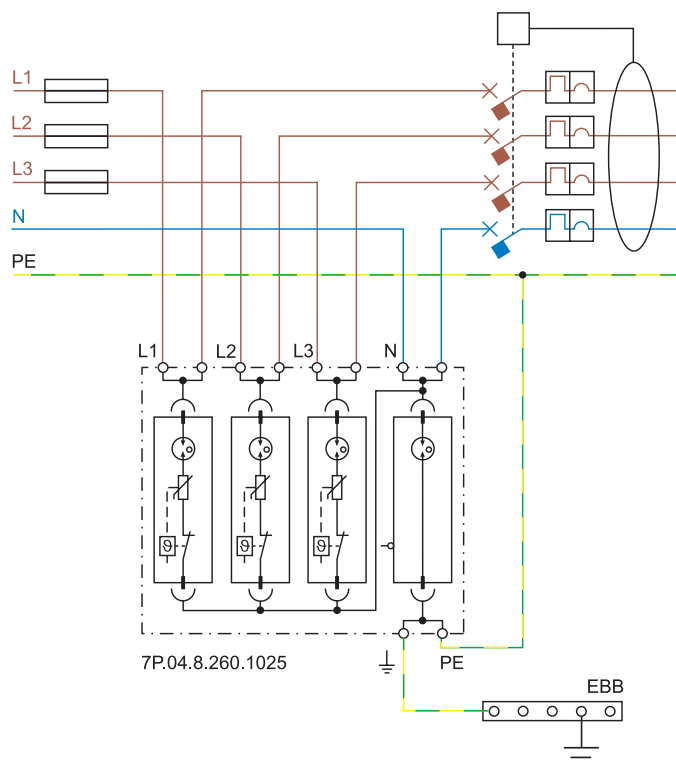 L1
L2
L3
N
PE
L1 L2 L3 N
ϑ ϑ ϑ
7P.04.8.260.1025 PE
EBB